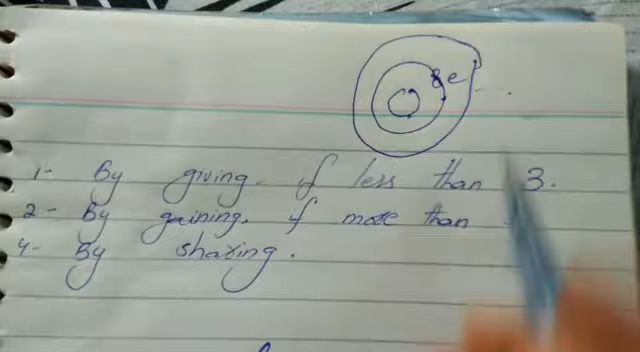 8e
1- By giving. if less than 3.
2- By gaining. if more than
4- By sharing.